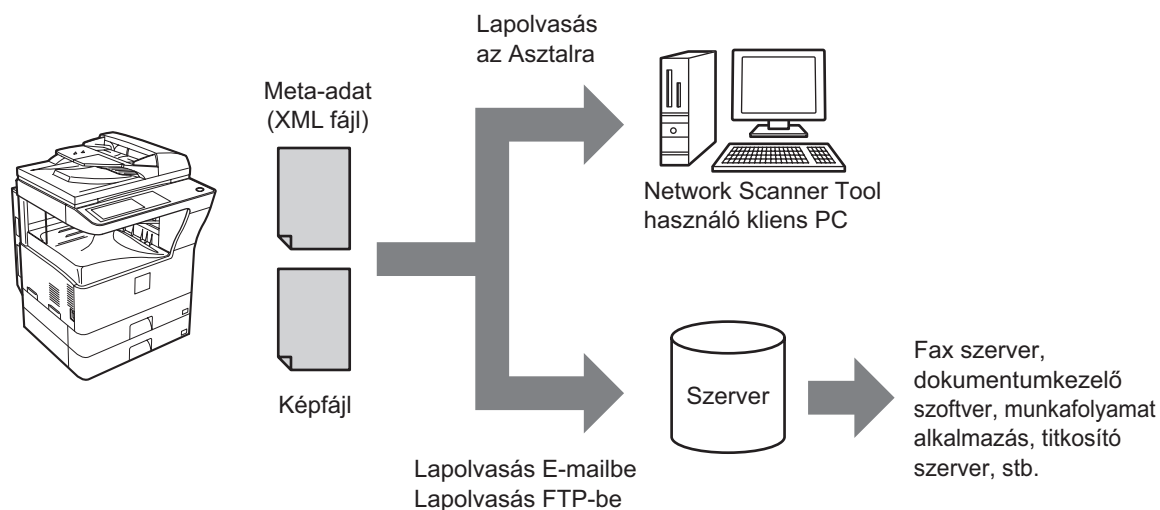 Lapolvasás
az Asztalra
Meta-adat
(XML fájl)
Network Scanner Tool
használó kliens PC
Képfájl
Szerver
Fax szerver,
dokumentumkezelő
szoftver, munkafolyamat
alkalmazás, titkosító
szerver, stb.
Lapolvasás E-mailbe
Lapolvasás FTP-be